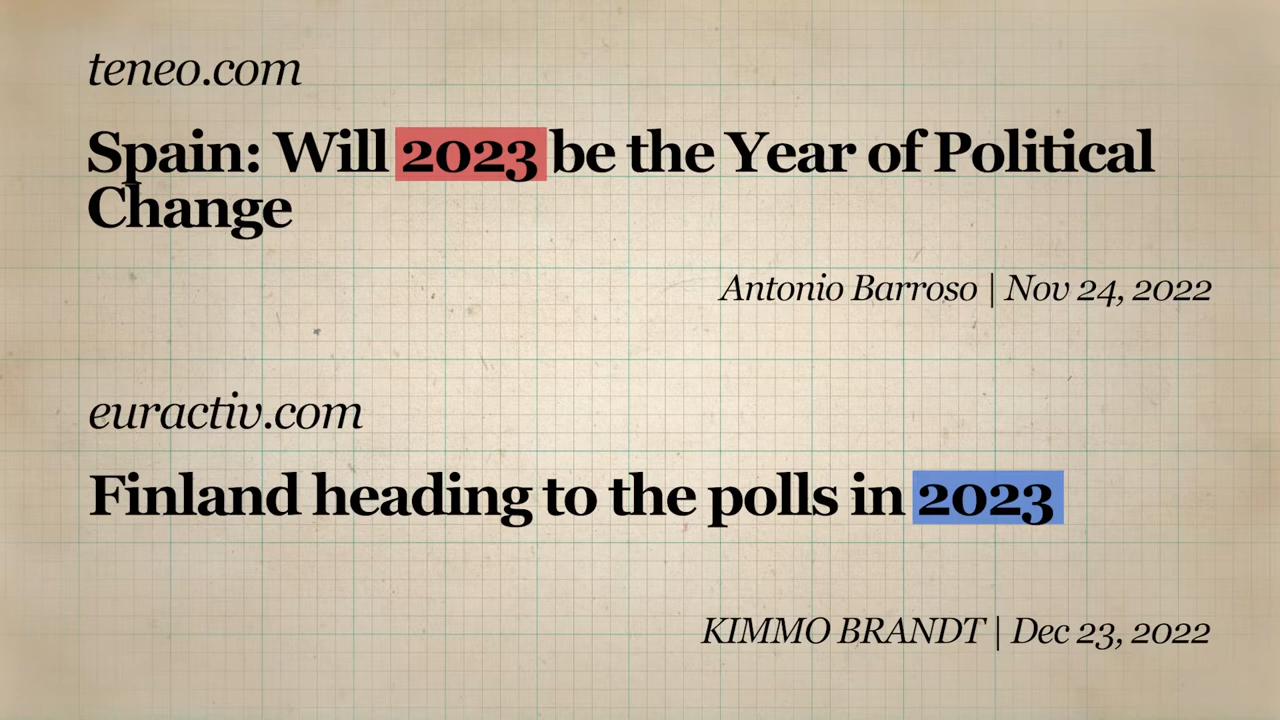 teneo.com
Spain: Will 2023 be the Year of Political
Change
Antonio Barroso | Nov 24, 2022
euractiv.com
Finland heading to the polls in 2023
KIMMO BRANDT | Dec 23, 2022